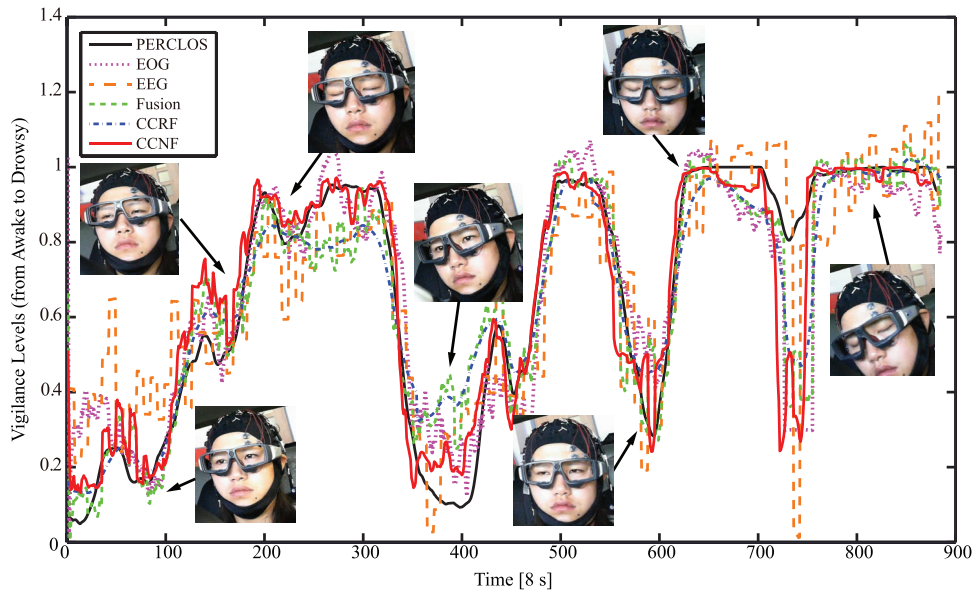 1.4
1.2
1
0.8
0.6
0.4
0.2
0
Vigilance Levels (from Awake to Drowsy)
PERCLOS
EOG
EEG
Fusion
CCRF
CCNF
0
100
200
300
400
500
600
700
800
900
Time [8 s]